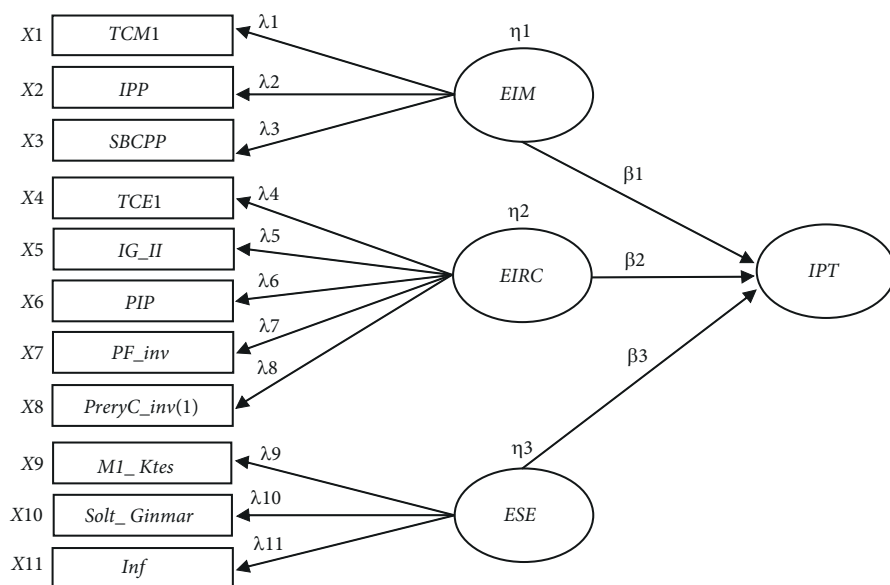 X1 TCM1 λ1 η1
X2 IPP λ2 EIM
X3 SBCPP λ3
β1
X4 TCE1 λ4 η2
X5 IG_II λ5
EIRC β2 IPT
X6 PIP λ6
X7 PF_inv λ7
β3
X8 PreryC_inv(1) λ8
X9 M1_ Ktes λ9 η3
X10 Solt_ Ginmar λ10 ESE
X11 Inf λ11